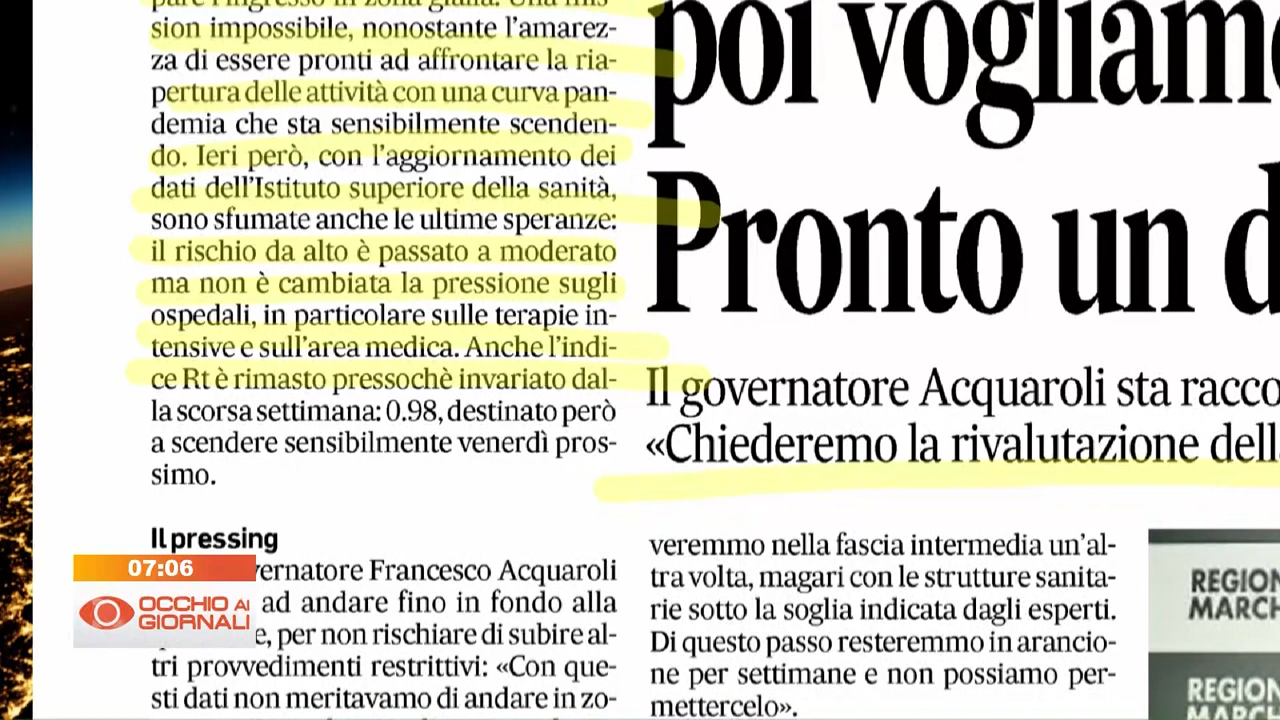 sion impossibile, nonostante l'amarez-
za di essere pronti ad affrontare la ria-
pertura delle attività con una curva pan-
demia che sta sensibilmente scenden-
do. Ieri però, con l'aggiornamento dei
dati dell'Istituto superiore della sanità,
sono sfumate anche le ultime speranze:
il rischio da alto è passato a moderato
ma non è cambiata la pressione sugli
ospedali, in particolare sulle terapie in-
tensive e sull'area medica. Anche l'indi-
ce Rt è rimasto pressochè invariato dal-
la scorsa settimana: 0.98, destinato però
a scendere sensibilmente venerdì pros-
simo.
Il pressing
vernatore Francesco Acquaroli
ad andare fino in fondo alla
e, per non rischiare di subire al-
tri provvedimenti restrittivi: «Con que-
sti dati non meritavamo di andare in zo-
poi vogliam
Pronto un d
Il governatore Acquaroli sta racco
«Chiederemo la rivalutazione dell
veremmo nella fascia intermedia un'al-
tra volta, magari con le strutture sanita-
rie sotto la soglia indicata dagli esperti.
Di questo passo resteremmo in arancio-
ne per settimane e non possiamo per-
mettercelo».
REGION
MARCH
REGION
MARCH
07:06
OCCHIO AI
GIORNALI